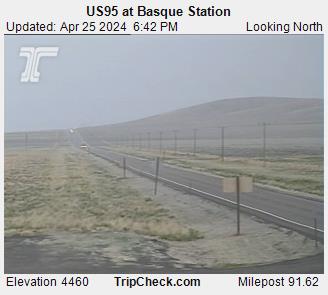 US95 at Basque Station
Updated: Apr 25 2024 6:42 PM Looking North
Elevation 4460 TripCheck.com Milepost 91.62